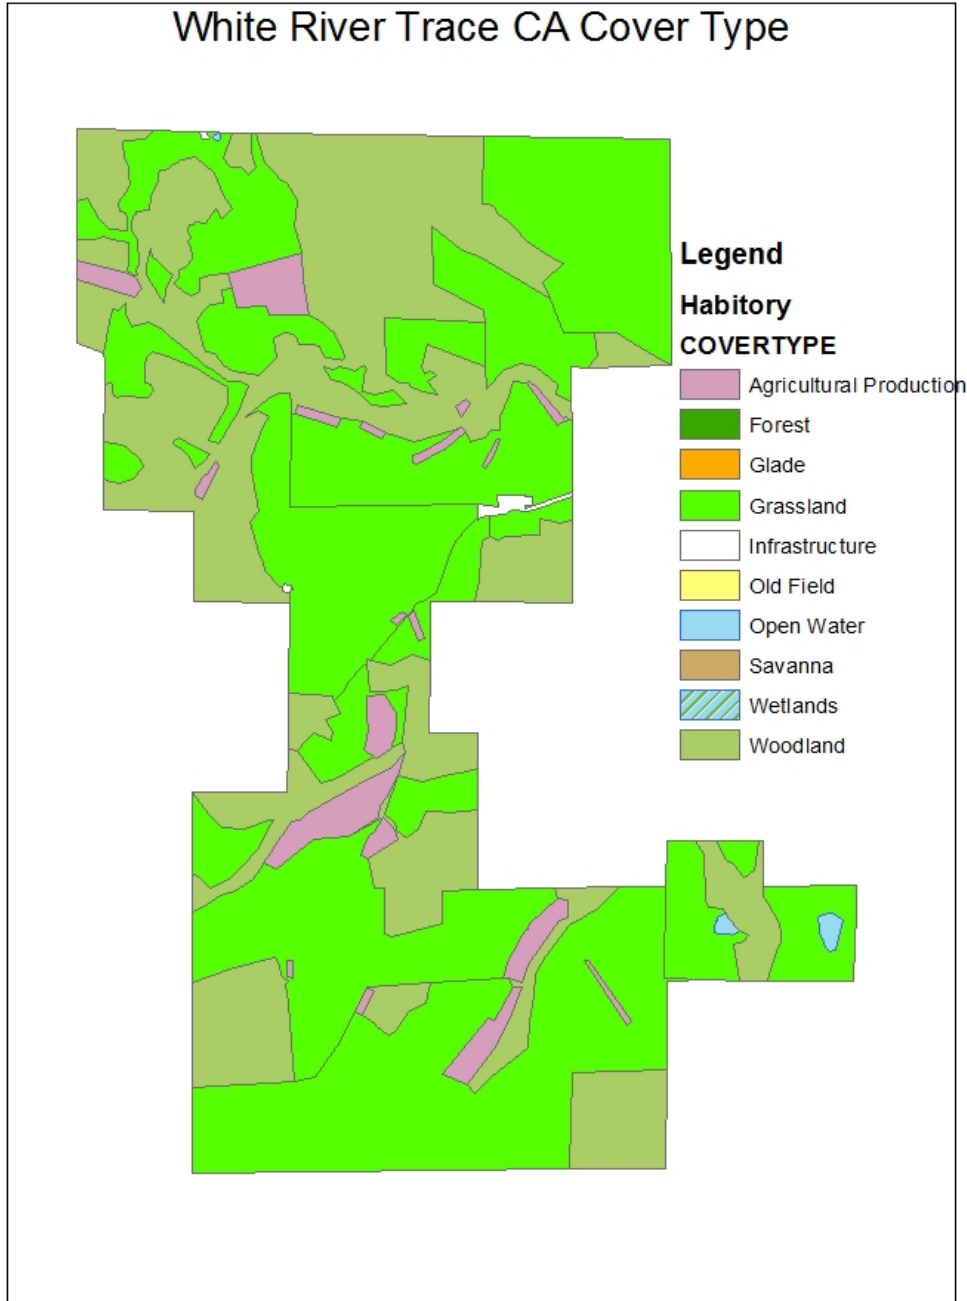 White River Trace CA Cover Type
Legend
Habitory
COVERTYPE
Agricultural Production
Forest
Glade
Grassland
Infrastructure
Old Field
Open Water
Savanna
Wetlands
Woodland